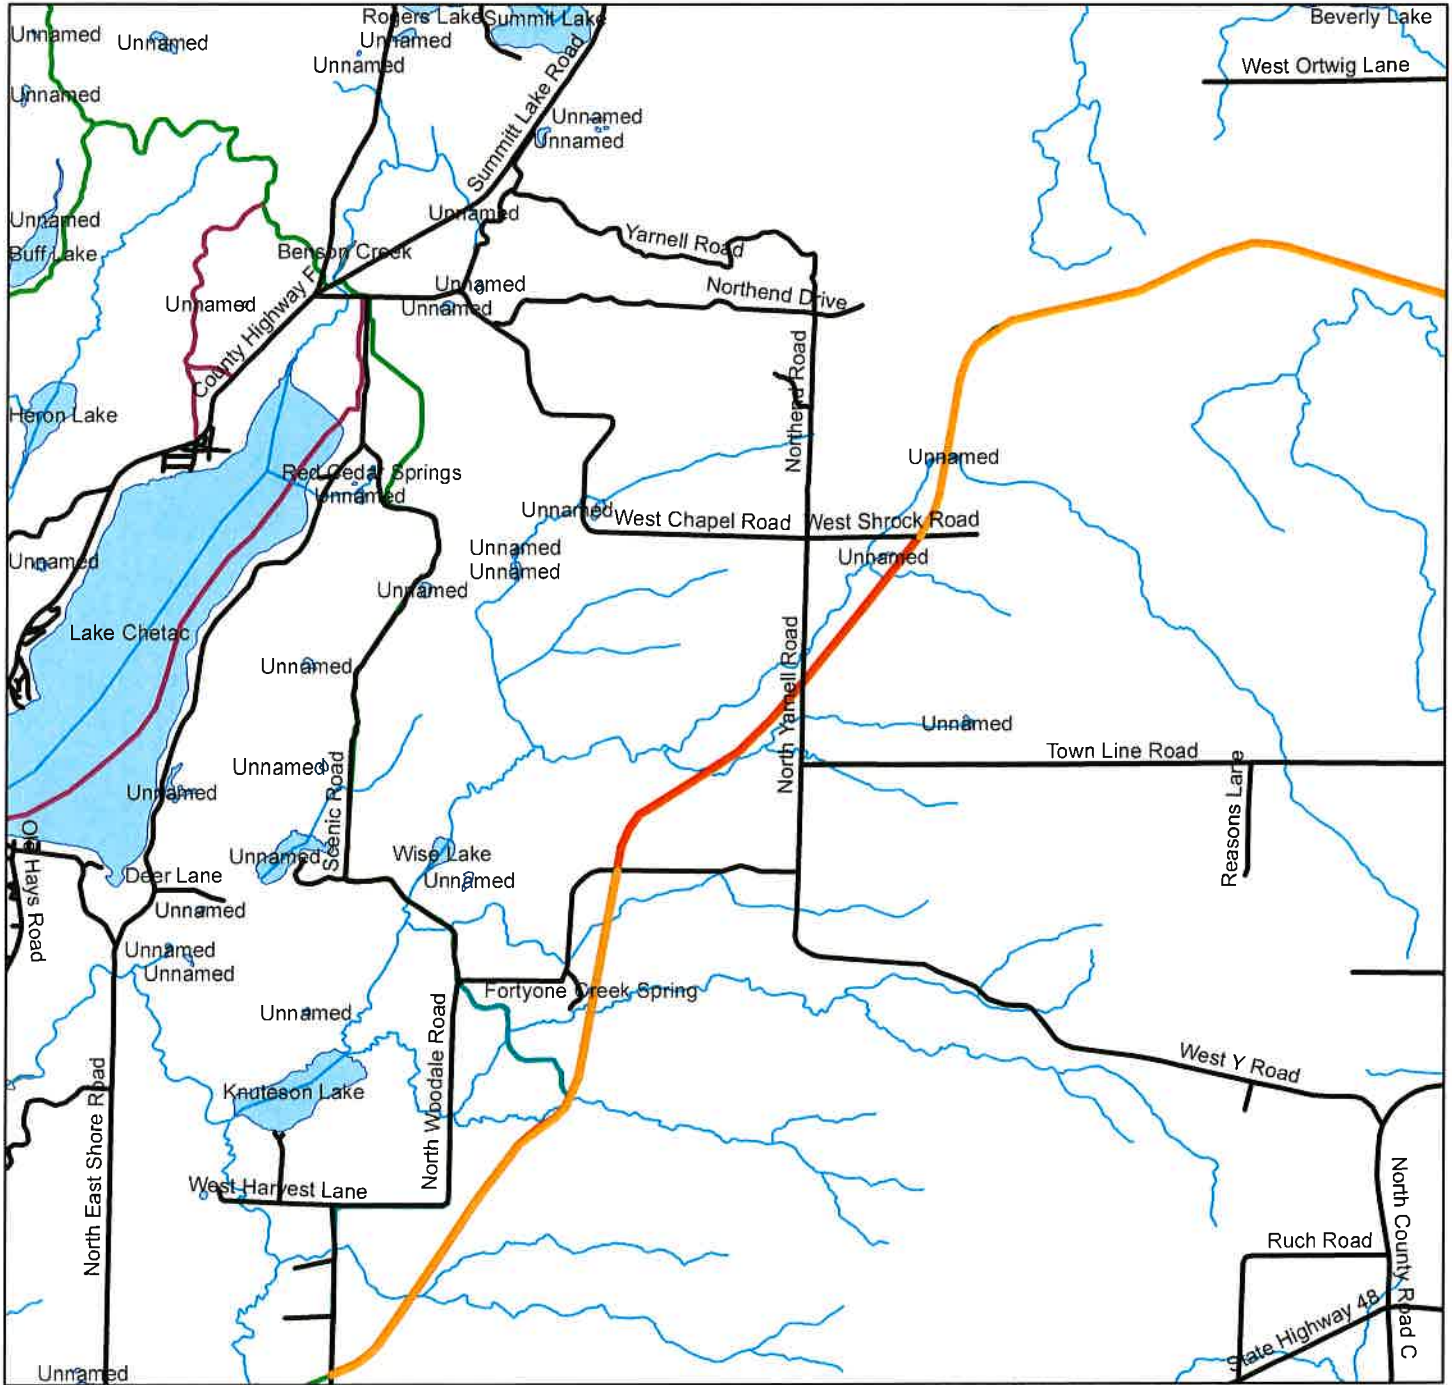 Rogers Lake
Summit Lake
Beverly Lake
Unnamed
Unnamed
Unnamed
Unnamed
West Ortwig Lane
Unnamed
Summitt Lake Road
Unnamed
Unnamed
Unnamed
Unnamed
Yarnell Road
Buff Lake
Benson Creek
County Highway F
Unnamed
Unnamed
Unnamed
Northend Drive
Northend Road
Heron Lake
Red Cedar Springs
Unnamed
Unnamed
Unnamed
West Chapel Road
West Shrock Road
Unnamed
Unnamed
Unnamed
Unnamed
Unnamed
Lake Chetac
Unnamed
North Yarnell Road
Unnamed
Town Line Road
Reasons Lane
Unnamed
Unnamed
Scenic Road
Old Hays Road
Unnamed
Wise Lake
Unnamed
Deer Lane
Unnamed
Unnamed
Unnamed
Fortyone Creek Spring
Unnamed
North Woodale Road
West Y Road
Knuteson Lake
North East Shore Road
West Harvest Lane
North County Road C
Ruch Road
State Highway 48
Unnamed